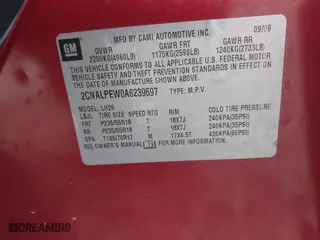 GM
MFD BY CAMI AUTOMOTIVE INC. 09/09
GVWR GAWR FRT GAWR RR
2250KG(4960LB) 1175KG(2590LB) 1240KG(2733LB)
THIS VEHICLE CONFORMS TO ALL APPLICABLE U.S. FEDERAL MOTOR
VEHICLE SAFETY, BUMPER, AND THEFT PREVENTION STANDARDS IN
EFFECT ON THE DATE OF MANUFACTURE SHOWN ABOVE.
2CNALPEW0A6239697 TYPE: M.P.V.
MODEL: LH26
LBJL TIRE SIZE SPEED RTG RIM COLD TIRE PRESSURE
FRT P235/55R18 T 18X7J 240KPA(35PSI)
RR P235/55R18 T 18X7J 240KPA(35PSI)
SPA T145/70R17 M 17X4.5T 420KPA(60PSI)
SEE OWNER'S MANUAL FOR ADDITIONAL INFORMATION.
DREAMBID